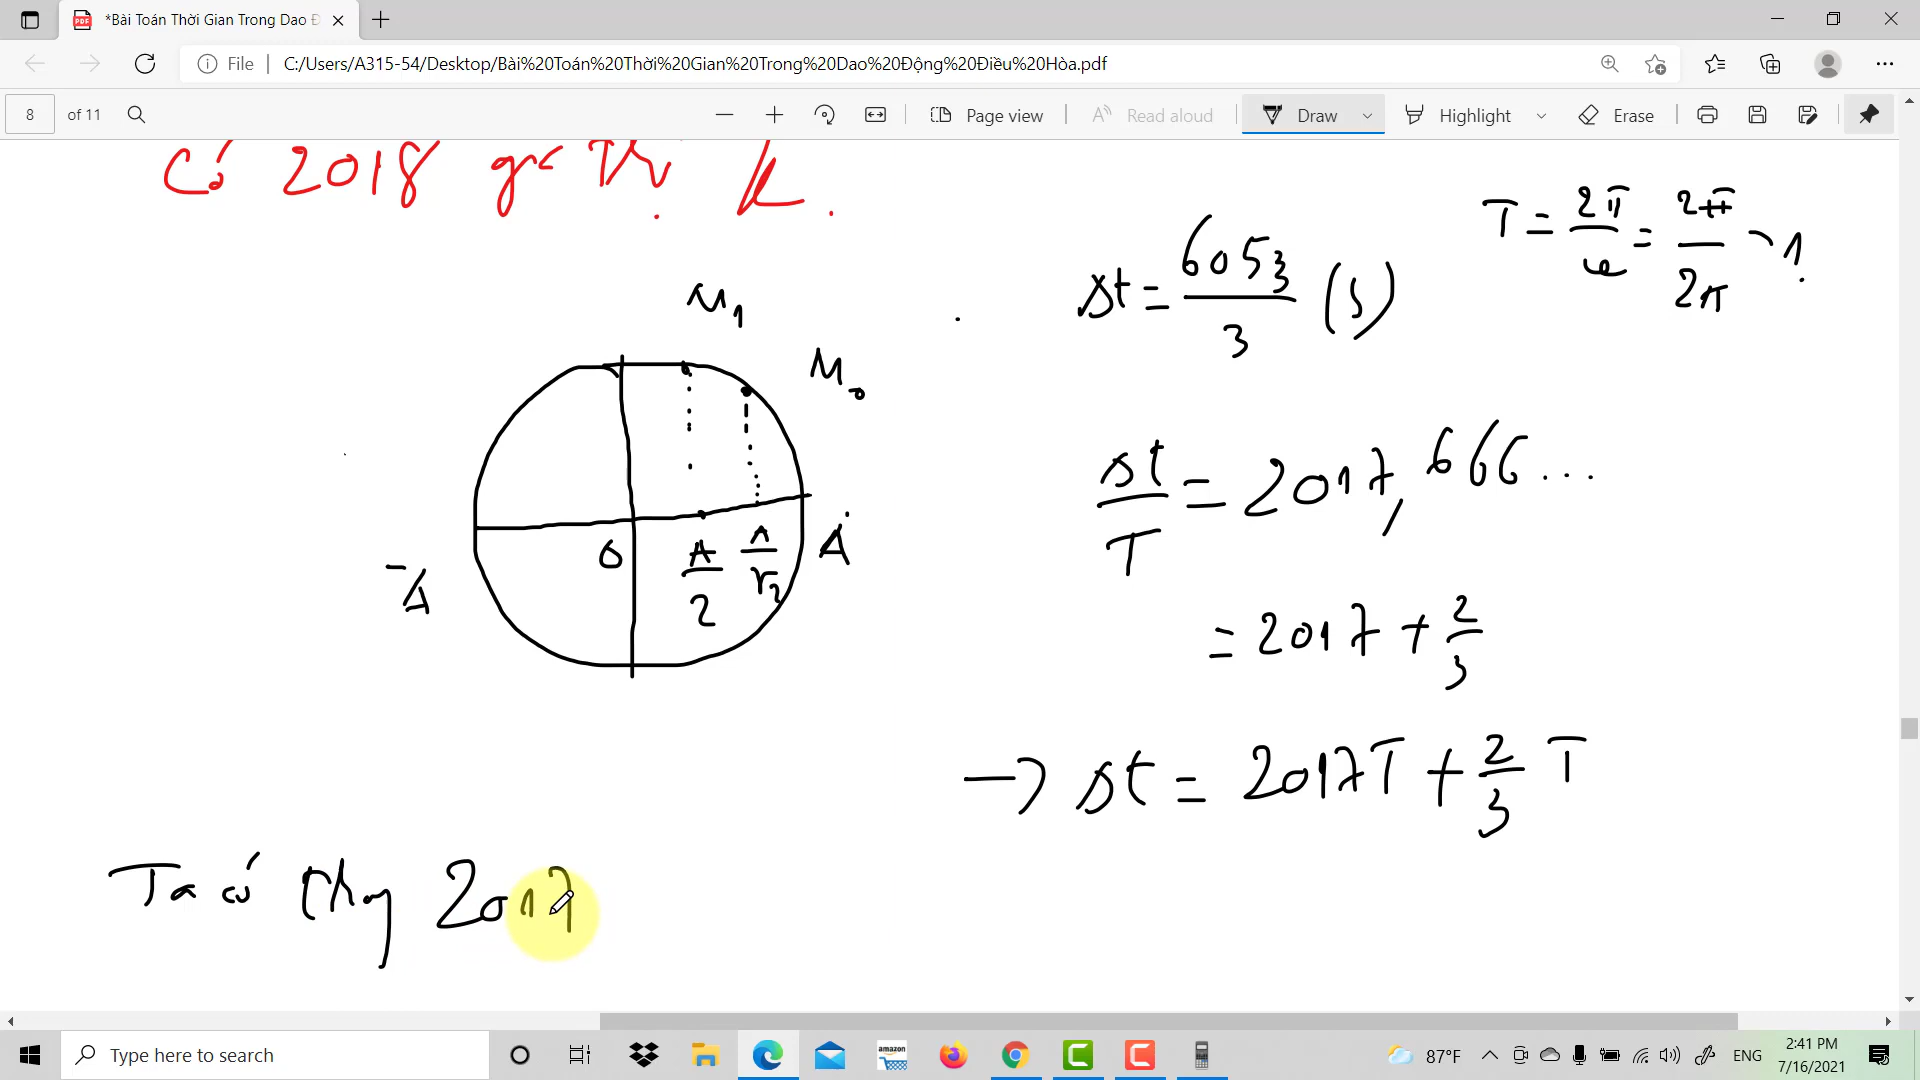 *Bài Toán Thời Gian Trong Dao Đ
File
C:/Users/A315-54/Desktop/Bài%20Toán%20Thời%20Gian%20Trong%20Dao%20Động%20Điều%20Hòa.pdf
8 of 11
Page view
Read aloud
Draw
Highlight
Erase
Có 2018 giá trị k.
T = 2π/ω = 2π/2π = 1
Δt = 6053/3 (s)
M1
M0
Δt/T = 2017,666...
O A/2 A/√2 A
-A
= 2017 + 2/3
→ Δt = 2017T + 2/3 T
Ta có thấy 2017
Type here to search
amazon
87°F
ENG
2:41 PM
7/16/2021